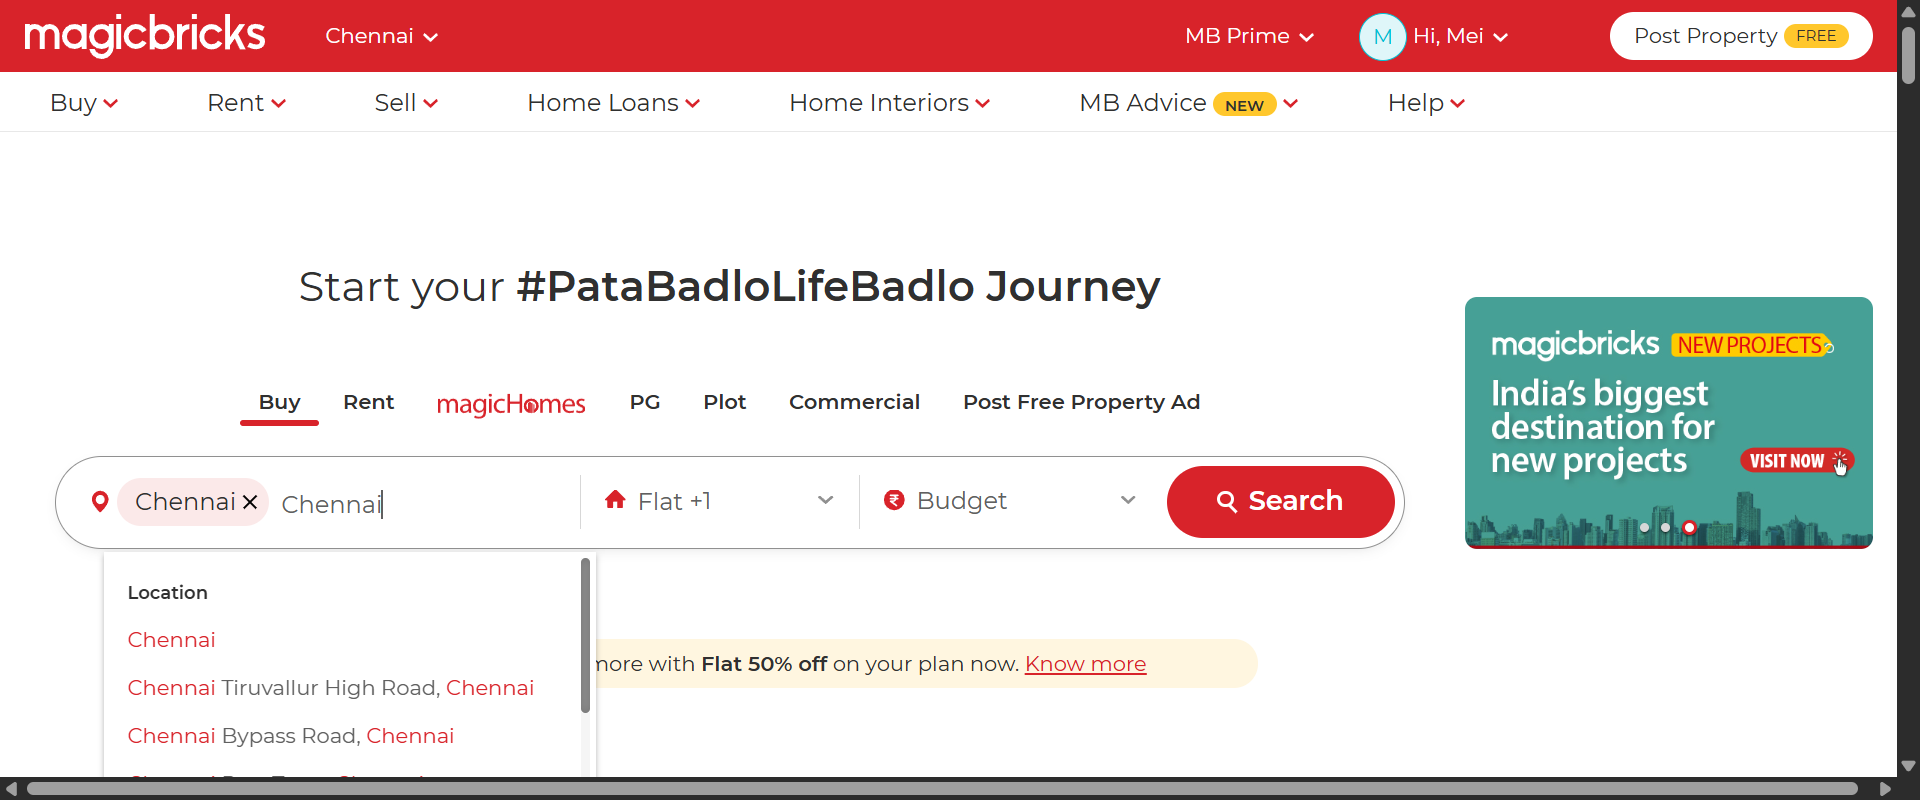 magicbricks
Chennai
MB Prime
M
Hi, Mei
Post Property FREE
Buy
Rent
Sell
Home Loans
Home Interiors
MB Advice NEW
Help
Start your #PataBadloLifeBadlo Journey
Buy
Rent
magicHomes
PG
Plot
Commercial
Post Free Property Ad
Chennai
Chennai
Flat +1
Budget
Search
Location
Chennai
Chennai Tiruvallur High Road, Chennai
Chennai Bypass Road, Chennai
more with Flat 50% off on your plan now. Know more
magicbricks NEW PROJECTS
India's biggest
destination for
new projects
VISIT NOW